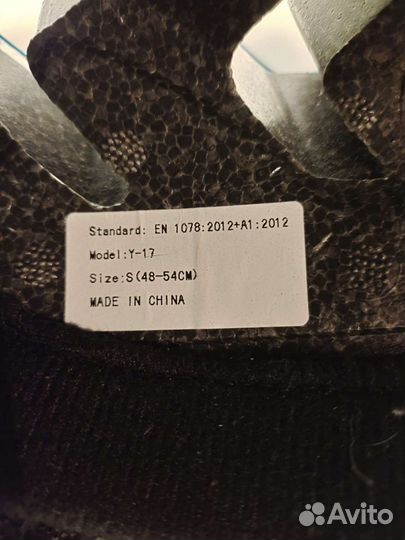 Standard: EN 1078:2012+A1:2012
Model:Y-17
Size:S(48-54CM)
MADE IN CHINA
Avito